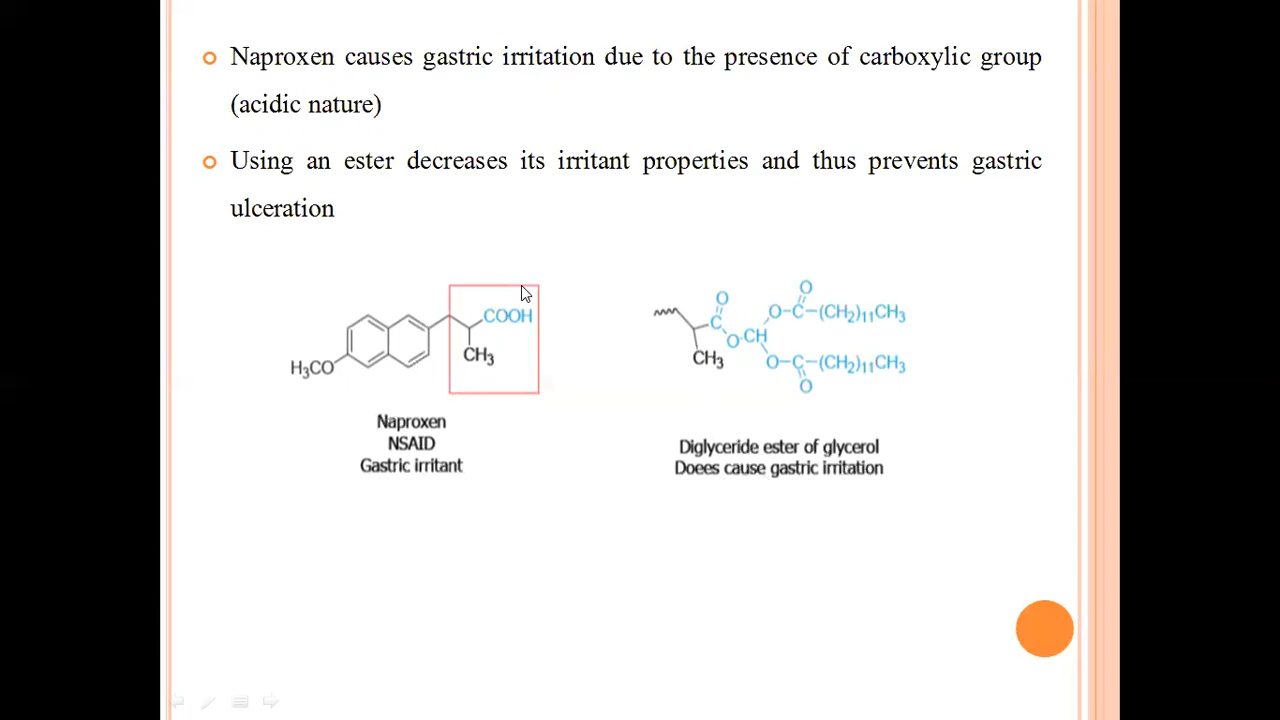 Naproxen causes gastric irritation due to the presence of carboxylic group
(acidic nature)
Using an ester decreases its irritant properties and thus prevents gastric
ulceration
H₃CO
COOH
CH₃
Naproxen
NSAID
Gastric irritant
O
C
O
CH
CH₃
O
O-C-(CH₂)₁₁CH₃
O-C-(CH₂)₁₁CH₃
O
Diglyceride ester of glycerol
Doees cause gastric irritation